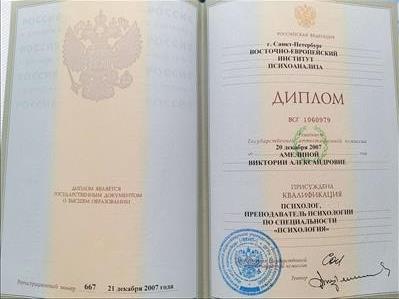 ДИПЛОМ ЯВЛЯЕТСЯ
ГОСУДАРСТВЕННЫМ ДОКУМЕНТОМ
О ВЫСШЕМ ОБРАЗОВАНИИ
Регистрационный номер 667 21 декабря 2007 года
РОССИЙСКАЯ ФЕДЕРАЦИЯ
г. Санкт-Петербург
ВОСТОЧНО-ЕВРОПЕЙСКИЙ
ИНСТИТУТ
ПСИХОАНАЛИЗА
ДИПЛОМ
ВСГ 1060979
Решением
Государственной аттестационной комиссии
от 20 декабря 2007
АМЕЛИНОЙ
ВИКТОРИИ АЛЕКСАНДРОВНЕ
ПРИСУЖДЕНА
КВАЛИФИКАЦИЯ
ПСИХОЛОГ.
ПРЕПОДАВАТЕЛЬ ПСИХОЛОГИИ
ПО СПЕЦИАЛЬНОСТИ
«ПСИХОЛОГИЯ»
Ректор